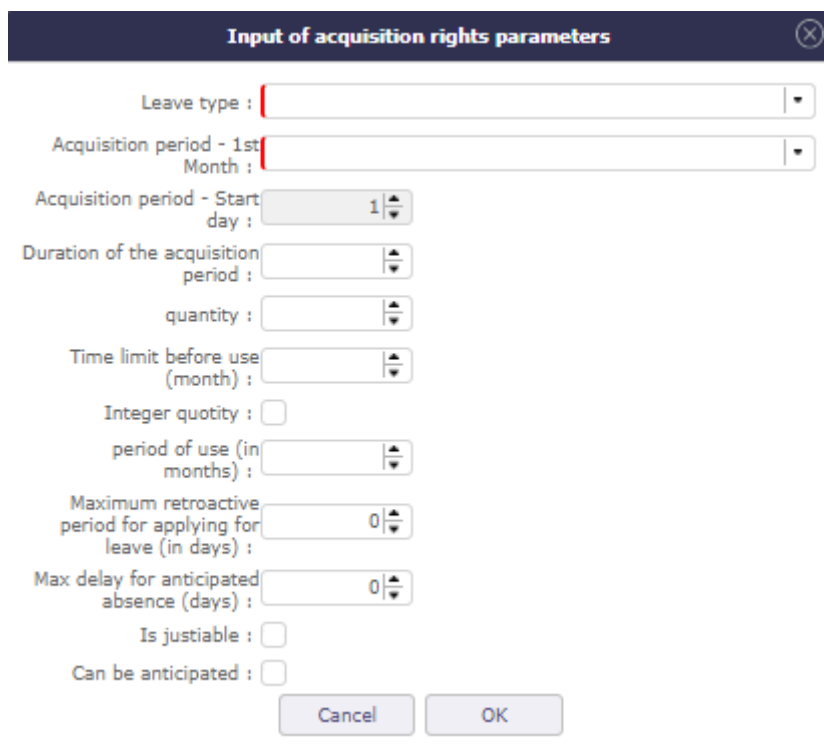 Input of acquisition rights parameters
Leave type :
Acquisition period - 1st
Month :
Acquisition period - Start
day :
1
Duration of the acquisition
period :
quantity :
Time limit before use
(month) :
Integer quotity :
period of use (in
months) :
Maximum retroactive
period for applying for
leave (in days) :
0
Max delay for anticipated
absence (days) :
0
Is justiable :
Can be anticipated :
Cancel
OK